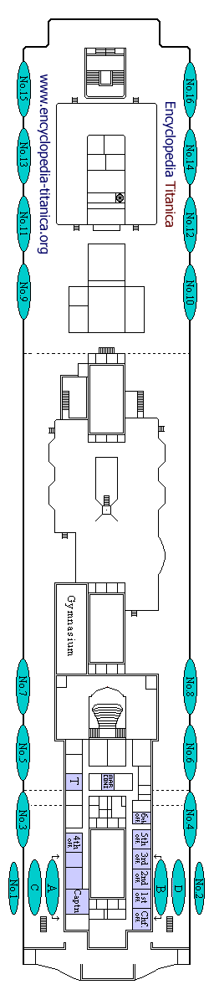 No.15
No.16
Encyclopedia Titanica
www.encyclopedia-titanica.org
No.13
No.14
No.11
No.12
No.9
No.10
Gymnasium
No.7
No.8
No.5
No.6
T
MAR
CONI
No.3
No.4
6th
Off.
4th
Off.
5th
Off.
3rd
Off.
2nd
Off.
1st
Off.
Chf.
Off.
Captn
No.1
C
A
B
D
No.2